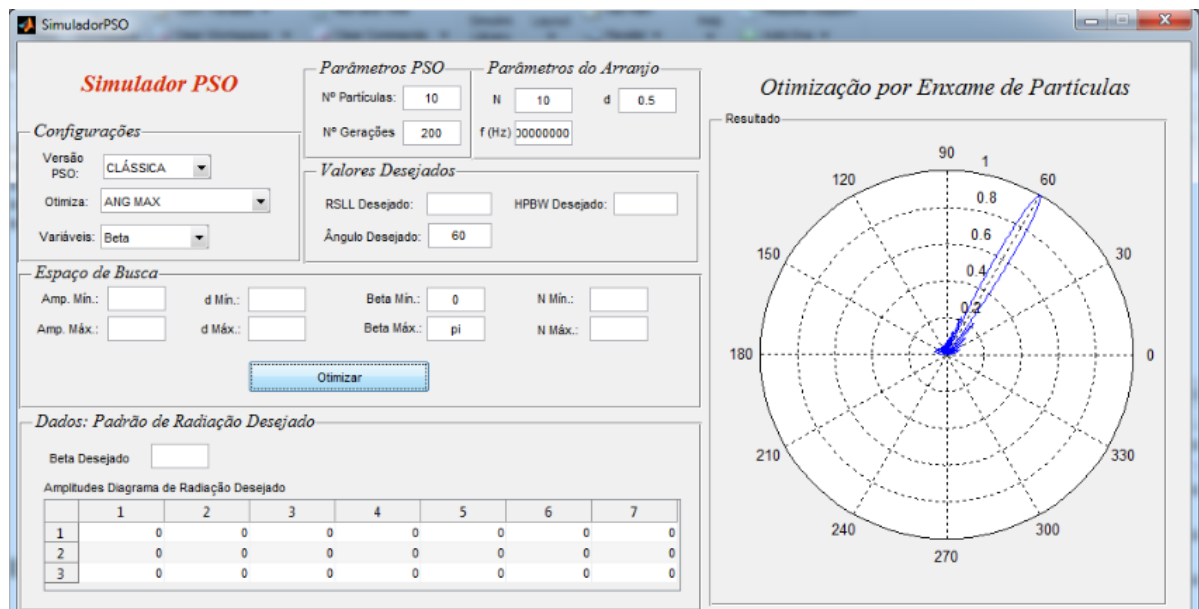 SimuladorPSO
Simulador PSO
Configurações
Versão PSO: CLÁSSICA
Otimiza: ANG MAX
Variáveis: Beta
Parâmetros PSO
Nº Partículas: 10
Nº Gerações 200
Parâmetros do Arranjo
N 10 d 0.5
f (Hz) 00000000
Valores Desejados
RSLL Desejado: HPBW Desejado:
Ângulo Desejado: 60
Espaço de Busca
Amp. Mín.: d Mín.: Beta Mín.: 0 N Mín.:
Amp. Máx.: d Máx.: Beta Máx.: pi N Máx.:
Otimizar
Dados: Padrão de Radiação Desejado
Beta Desejado
Amplitudes Diagrama de Radiação Desejado
1 2 3 4 5 6 7
1 0 0 0 0 0 0 0
2 0 0 0 0 0 0 0
3 0 0 0 0 0 0 0
Otimização por Enxame de Partículas
Resultado
90
1
120 60
0.8
0.6
150 30
0.4
0.2
180 0
210 330
240 300
270